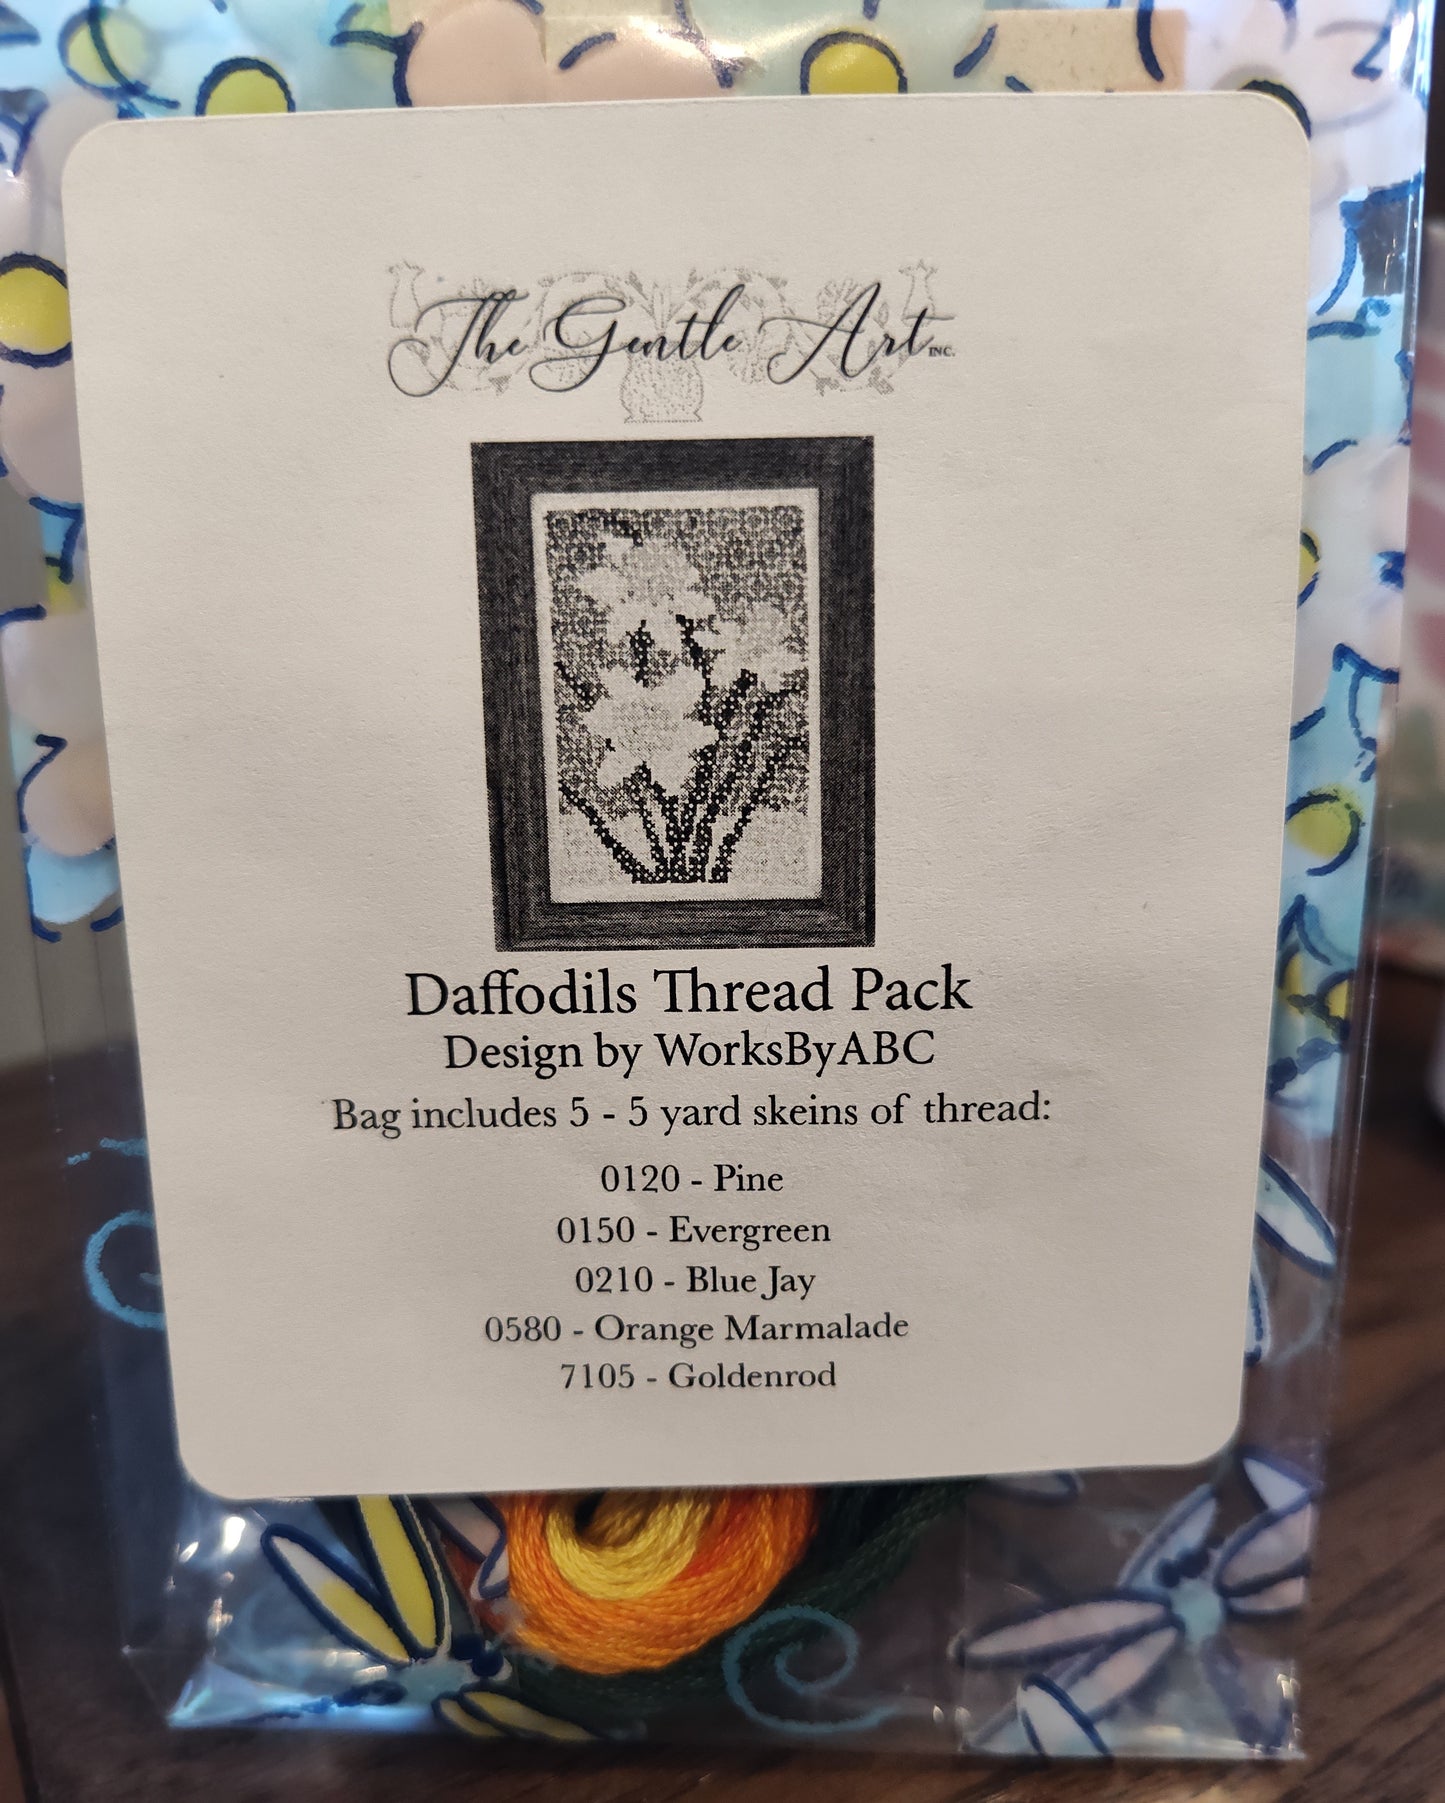 The Gentle Art INC.
Daffodils Thread Pack
Design by WorksByABC
Bag includes 5 - 5 yard skeins of thread:
0120 - Pine
0150 - Evergreen
0210 - Blue Jay
0580 - Orange Marmalade
7105 - Goldenrod